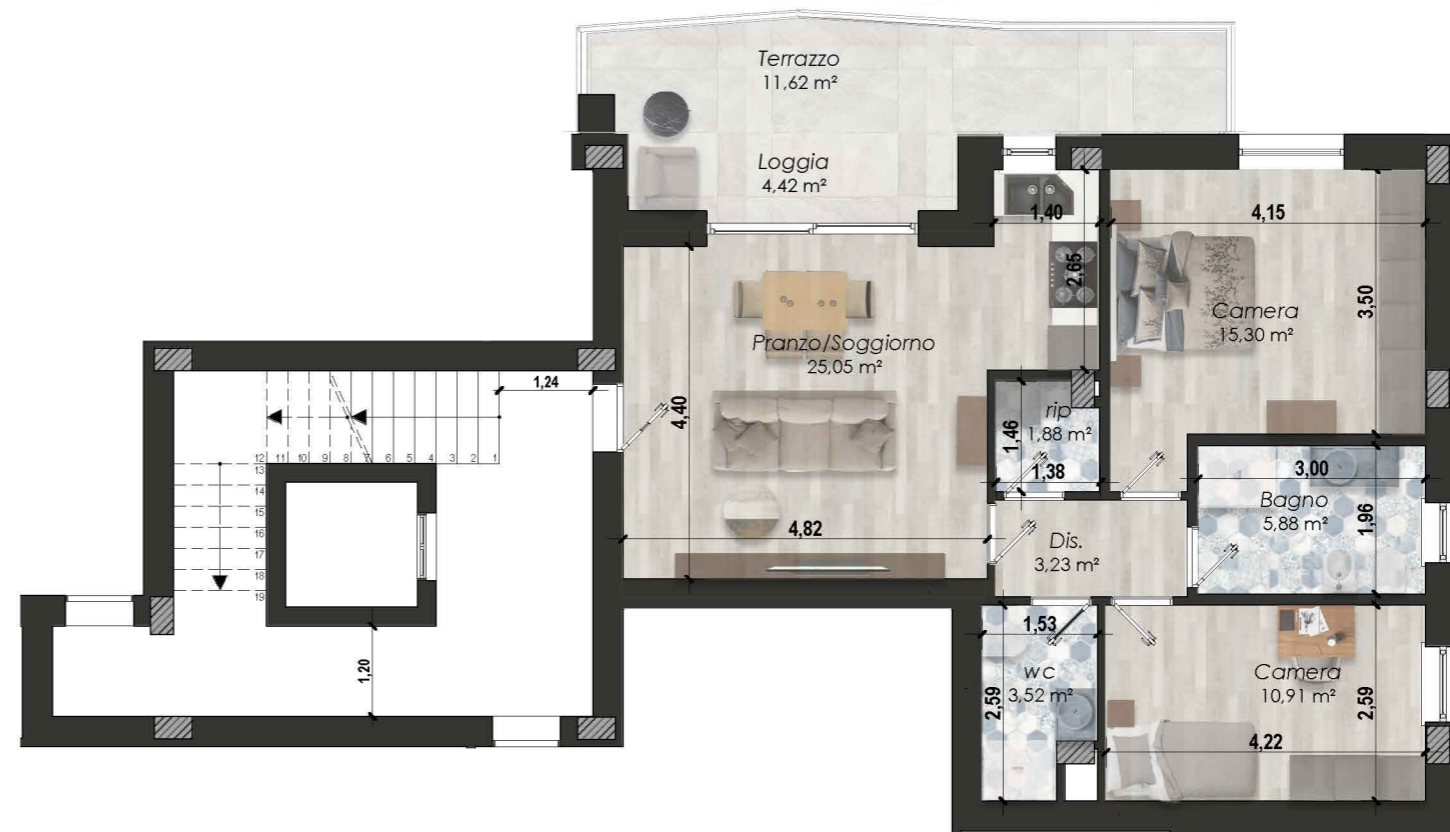 Terrazzo
11,62 m²
Loggia
4,42 m²
1,40
4,15
2,65
3,50
Camera
15,30 m²
Pranzo/Soggiorno
25,05 m²
1,24
4,40
rip
1,88 m²
1,46
1,38
12 11 10 9 8 7 6 5 4 3 2 1
13
14
15
16
17
18
19
3,00
Bagno
5,88 m²
1,96
4,82
Dis.
3,23 m²
1,20
1,53
wc
3,52 m²
2,59
Camera
10,91 m²
2,59
4,22